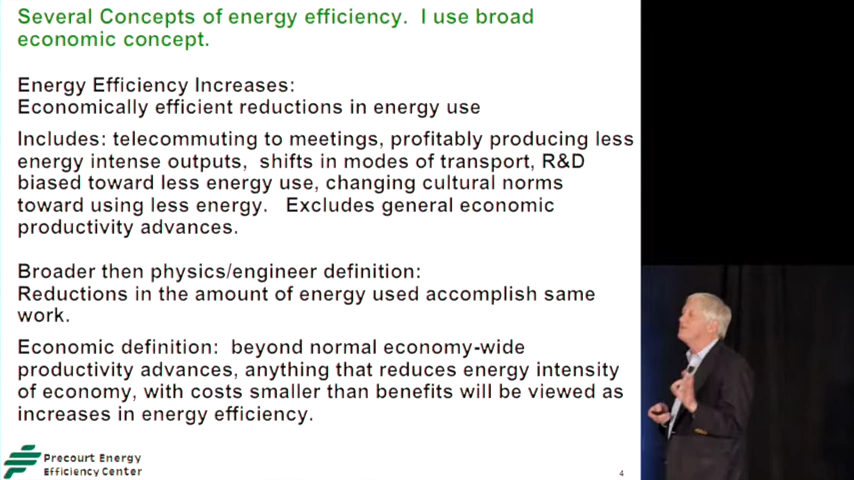 Several Concepts of energy efficiency.  I use broad
economic concept.
Energy Efficiency Increases:
Economically efficient reductions in energy use
Includes: telecommuting to meetings, profitably producing less
energy intense outputs,  shifts in modes of transport, R&D
biased toward less energy use, changing cultural norms
toward using less energy.   Excludes general economic
productivity advances.
Broader then physics/engineer definition:
Reductions in the amount of energy used accomplish same
work.
Economic definition:  beyond normal economy-wide
productivity advances, anything that reduces energy intensity
of economy, with costs smaller than benefits will be viewed as
increases in energy efficiency.
Precourt Energy
Efficiency Center
4